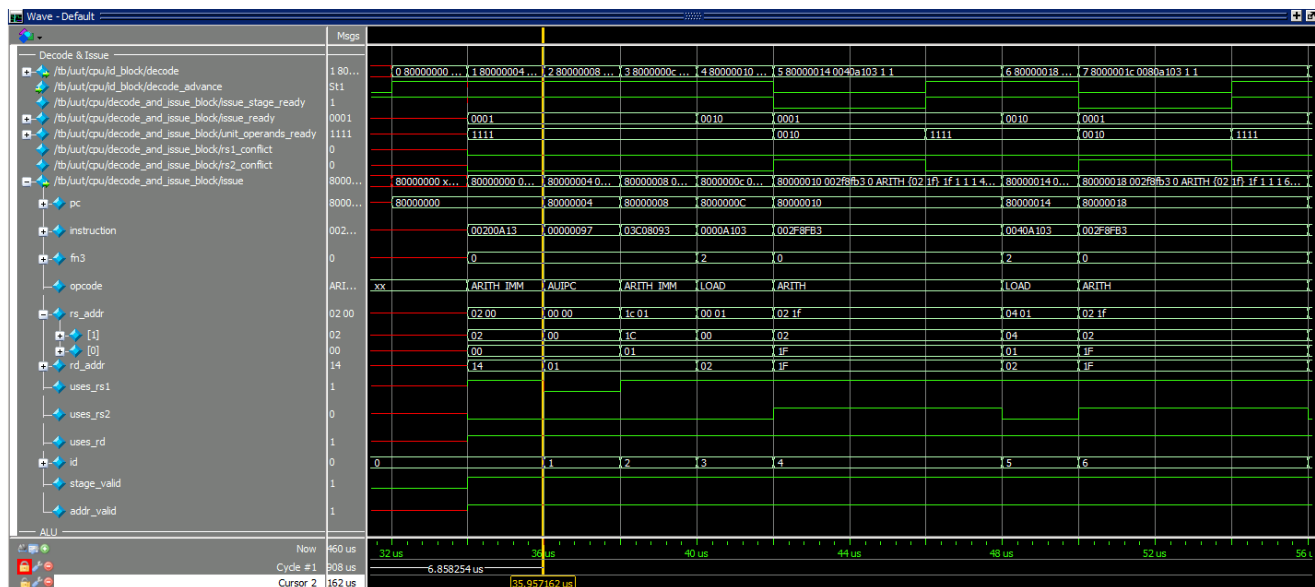 Wave - Default
Msgs
Decode & Issue
/tb/uut/cpu/id_block/decode 1 80... 0 80000000 ... 1 80000004 ... 2 80000008 ... 3 8000000c ... 4 80000010 ... 5 80000014 0040a103 1 1 6 80000018 ... 7 8000001c 0080a103 1 1
/tb/uut/cpu/id_block/decode_advance St1
/tb/uut/cpu/decode_and_issue_block/issue_stage_ready 1
/tb/uut/cpu/decode_and_issue_block/issue_ready 0001 0001 0010 0001 0010 0001
/tb/uut/cpu/decode_and_issue_block/unit_operands_ready 1111 1111 0010 1111 0010 1111
/tb/uut/cpu/decode_and_issue_block/rs1_conflict 0
/tb/uut/cpu/decode_and_issue_block/rs2_conflict 0
/tb/uut/cpu/decode_and_issue_block/issue 8000... 80000000 x... 80000000 0... 80000004 0... 80000008 0... 8000000c 0... 80000010 002f8fb3 0 ARITH {02 1f} 1f 1 1 1 4... 80000014 0... 80000018 002f8fb3 0 ARITH {02 1f} 1f 1 1 1 6...
pc 8000... 80000000 80000004 80000008 8000000C 80000010 80000014 80000018
instruction 002... 00200A13 00000097 03C08093 0000A103 002F8FB3 0040A103 002F8FB3
fn3 0 0 2 0 2 0
opcode ARI... xx ARITH_IMM AUIPC ARITH_IMM LOAD ARITH LOAD ARITH
rs_addr 02 00 02 00 00 00 1c 01 00 01 02 1f 04 01 02 1f
[1] 02 02 00 1C 00 02 04 02
[0] 00 00 01 1F 01 1F
rd_addr 14 14 01 02 1F 02 1F
uses_rs1 1
uses_rs2 0
uses_rd 1
id 0 0 1 2 3 4 5 6
stage_valid 1
addr_valid 1
ALU
Now 460 us 32 us 36 us 40 us 44 us 48 us 52 us 56
Cycle #1 908 us 6.858254 us
Cursor 2 162 us 35.957162 us